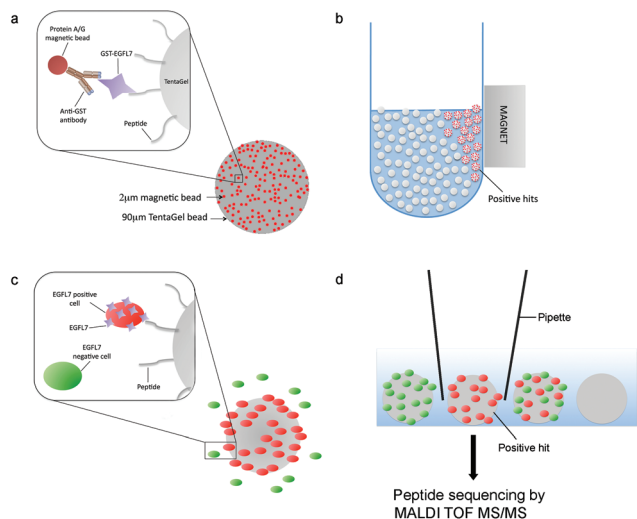 a
Protein A/G
magnetic bead
GST-EGFL7
TentaGel
Anti-GST
antibody
Peptide
2μm magnetic bead
90μm TentaGel bead
b
MAGNET
Positive hits
c
EGFL7 positive
cell
EGFL7
EGFL7
negative cell
Peptide
d
Pipette
Positive hit
Peptide sequencing by
MALDI TOF MS/MS